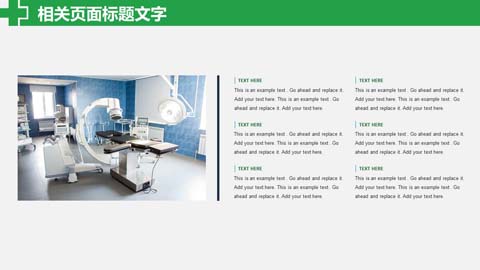 相关页面标题文字
TEXT HERE
This is an example text . Go ahead and replace it.
Add your text here. This is an example text . Go
ahead and replace it. Add your text here.
TEXT HERE
This is an example text . Go ahead and replace it.
Add your text here. This is an example text . Go
ahead and replace it. Add your text here.
TEXT HERE
This is an example text . Go ahead and replace it.
Add your text here. This is an example text . Go
ahead and replace it. Add your text here.
TEXT HERE
This is an example text . Go ahead and replace it.
Add your text here. This is an example text . Go
ahead and replace it. Add your text here
TEXT HERE
This is an example text . Go ahead and replace it.
Add your text here. This is an example text . Go
ahead and replace it. Add your text here
TEXT HERE
This is an example text . Go ahead and replace it.
Add your text here. This is an example text . Go
ahead and replace it. Add your text here